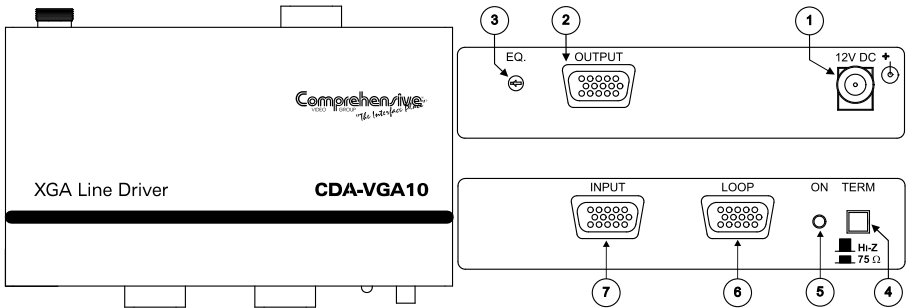 Comprehensive
VIDEO GROUP
"The Interface
XGA Line Driver
CDA-VGA10
3
2
1
EQ.
OUTPUT
12V DC +
INPUT
LOOP
ON
TERM
HI-Z
75 Ω
7
6
5
4